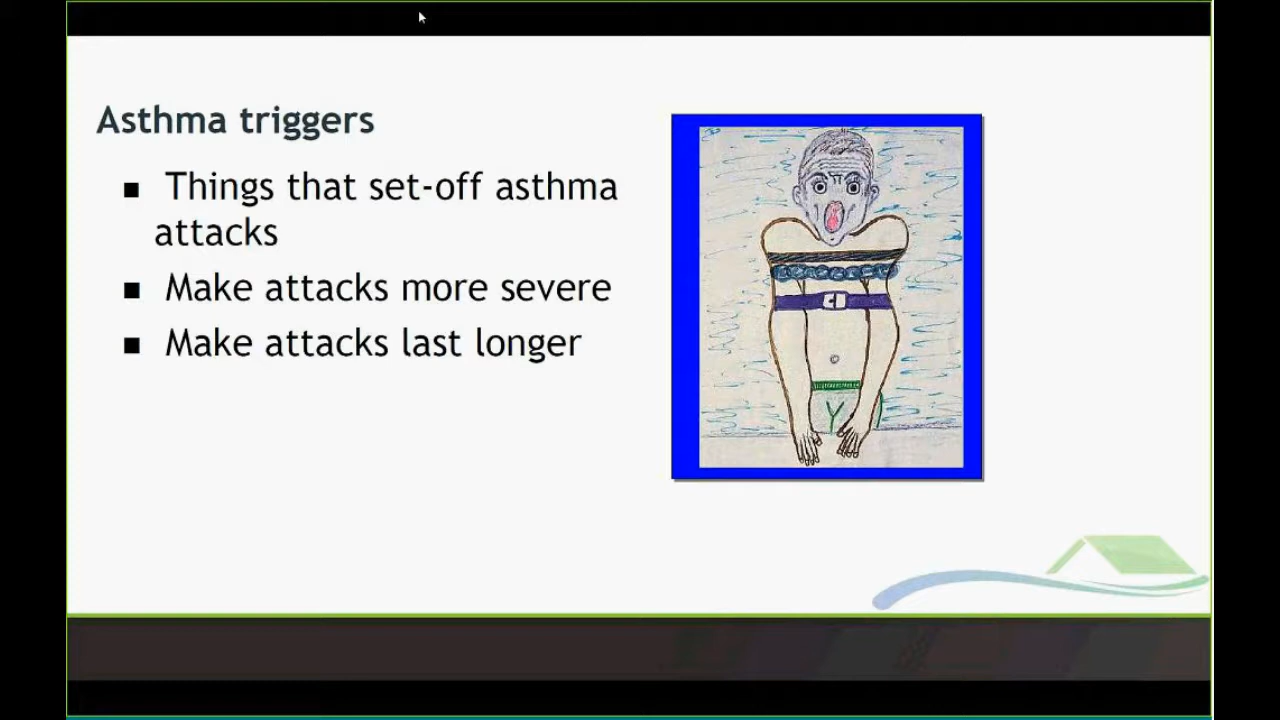 Asthma triggers
Things that set-off asthma
attacks
Make attacks more severe
Make attacks last longer